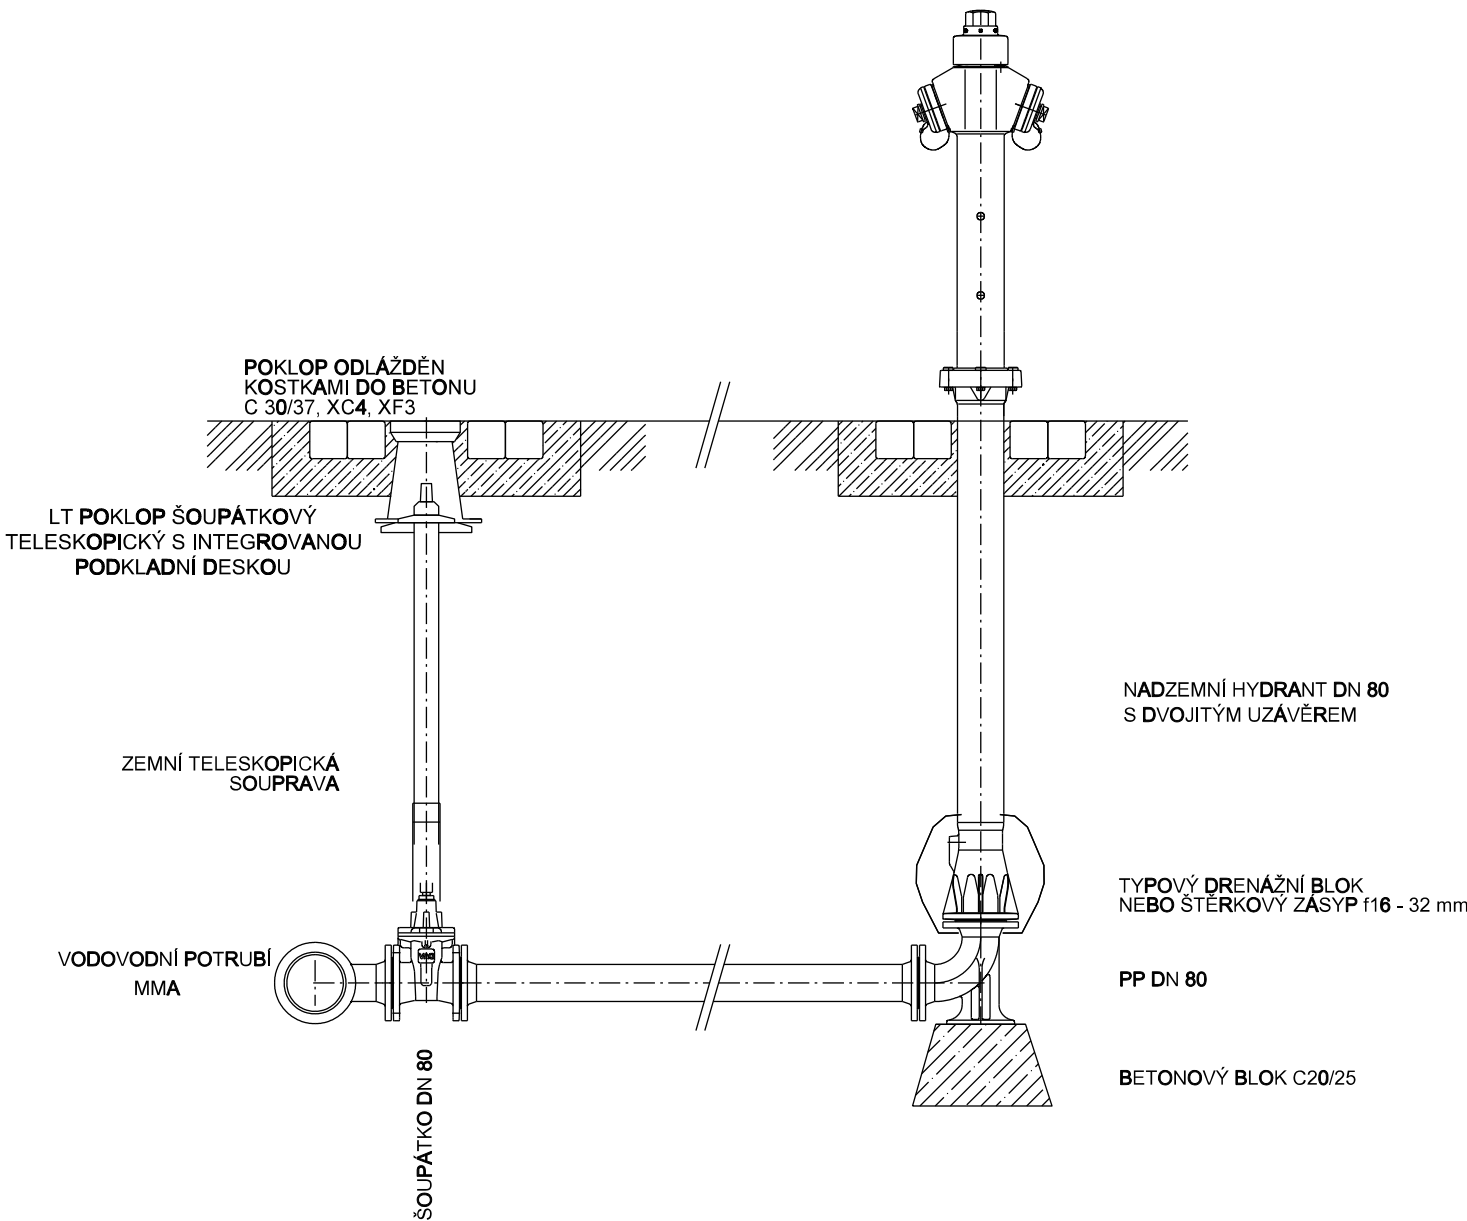 POKLOP ODLÁŽDĚN
KOSTKAMI DO BETONU
C 30/37, XC4, XF3
LT POKLOP ŠOUPÁTKOVÝ
TELESKOPICKÝ S INTEGROVANOU
PODKLADNÍ DESKOU
NADZEMNÍ HYDRANT DN 80
S DVOJITÝM UZÁVĚREM
ZEMNÍ TELESKOPICKÁ
SOUPRAVA
TYPOVÝ DRENÁŽNÍ BLOK
NEBO ŠTĚRKOVÝ ZÁSYP f16 - 32 mm
VODOVODNÍ POTRUBÍ
MMA
VAG
PP DN 80
BETONOVÝ BLOK C20/25
ŠOUPÁTKO DN 80